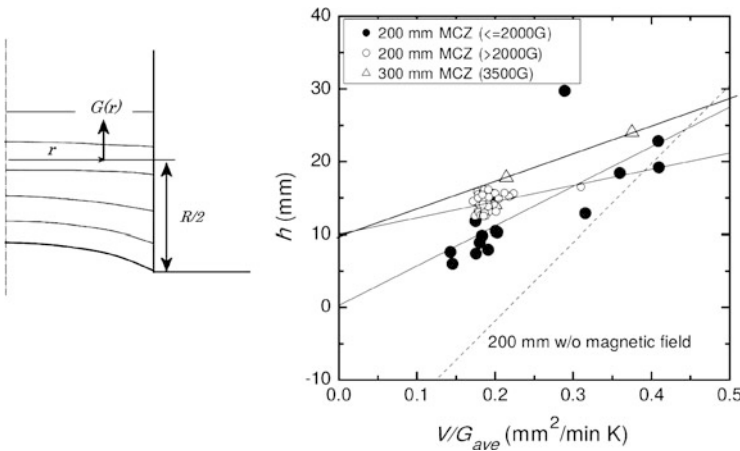 G(r)
r
R/2
40
30
20
10
0
-10
h (mm)
200 mm MCZ (<=2000G)
200 mm MCZ (>2000G)
300 mm MCZ (3500G)
200 mm w/o magnetic field
0.0 0.1 0.2 0.3 0.4 0.5
V/G_ave (mm²/min K)